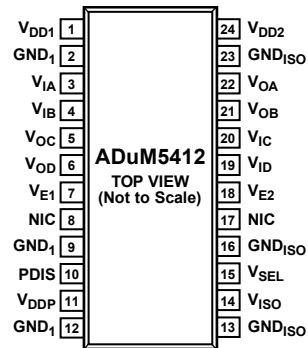 VDD1 1 24 VDD2
GND1 2 23 GNDISO
VIA 3 22 VOA
VIB 4 21 VOB
VOC 5 20 VIC
VOD 6 19 VID
VE1 7 18 VE2
NIC 8 17 NIC
GND1 9 16 GNDISO
PDIS 10 15 VSEL
VDDP 11 14 VISO
GND1 12 13 GNDISO
ADuM5412
TOP VIEW
(Not to Scale)